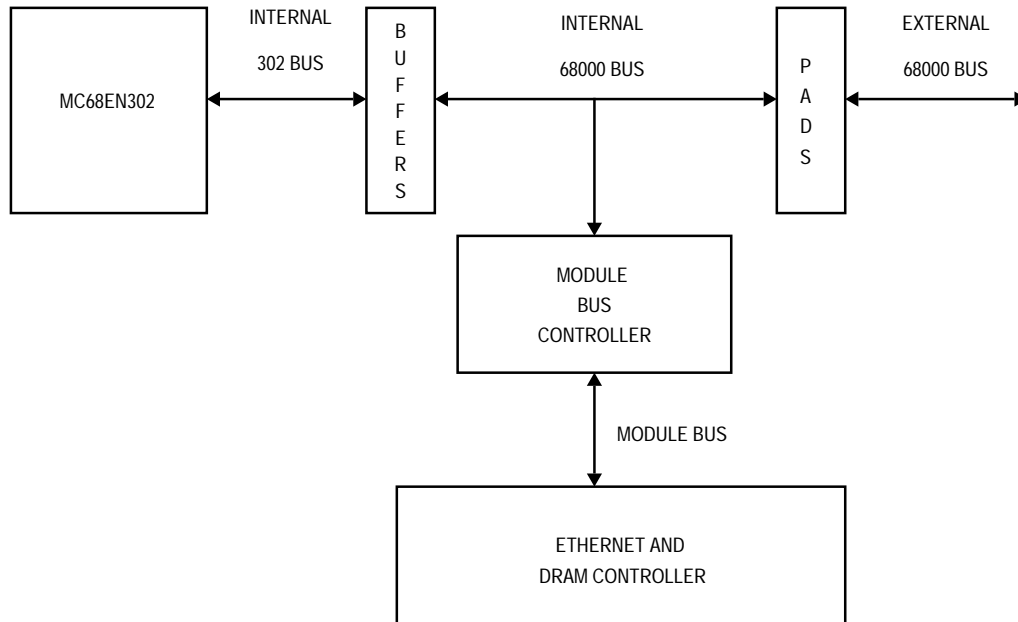 INTERNAL
302 BUS
MC68EN302
B
U
F
F
E
R
S
INTERNAL
68000 BUS
P
A
D
S
EXTERNAL
68000 BUS
MODULE
BUS
CONTROLLER
MODULE BUS
ETHERNET AND
DRAM CONTROLLER